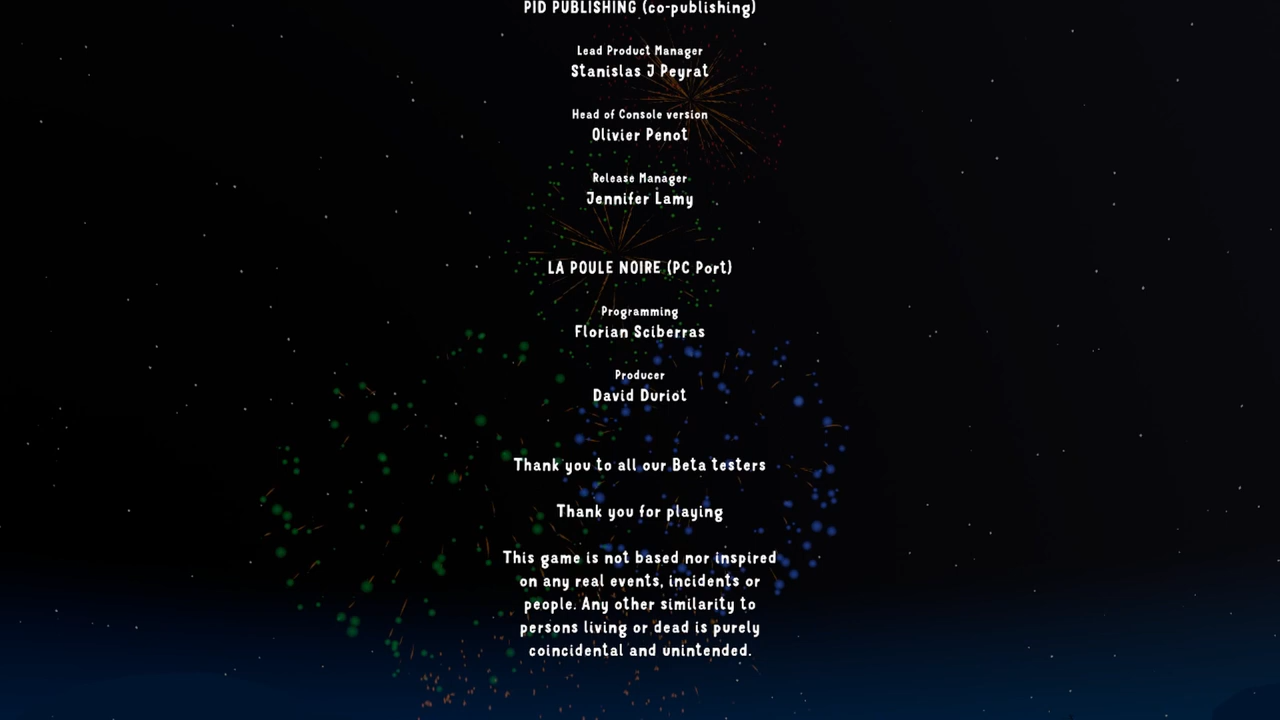 PID PUBLISHING (co-publishing)
Lead Product Manager
Stanislas J Peyrat
Head of Console version
Olivier Penot
Release Manager
Jennifer Lamy
LA POULE NOIRE (PC Port)
Programming
Florian Sciberras
Producer
David Duriot
Thank you to all our Beta testers
Thank you for playing
This game is not based nor inspired
on any real events, incidents or
people. Any other similarity to
persons living or dead is purely
coincidental and unintended.